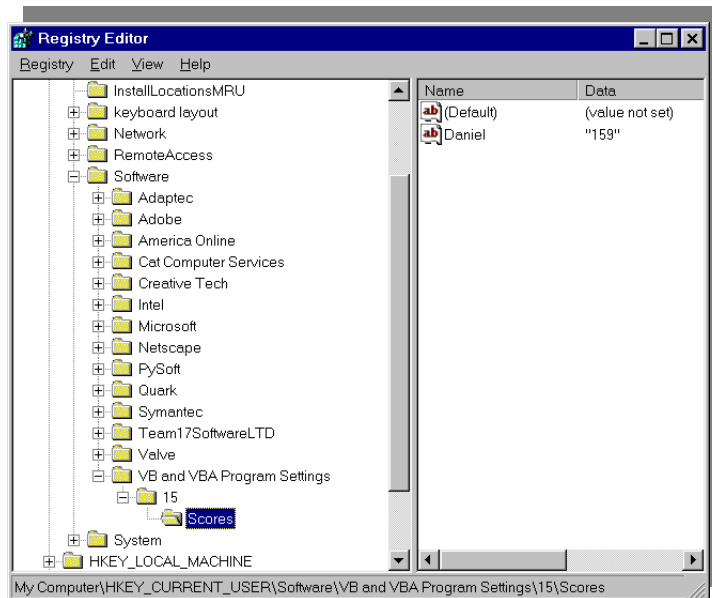 Registry Editor
Registry Edit View Help
InstallLocationsMRU
keyboard layout
Network
RemoteAccess
Software
Adaptec
Adobe
America Online
Cat Computer Services
Creative Tech
Intel
Microsoft
Netscape
PySoft
Quark
Symantec
Team17SoftwareLTD
Valve
VB and VBA Program Settings
15
Scores
System
HKEY_LOCAL_MACHINE
Name Data
ab (Default) (value not set)
ab Daniel "159"
My Computer\HKEY_CURRENT_USER\Software\VB and VBA Program Settings\15\Scores